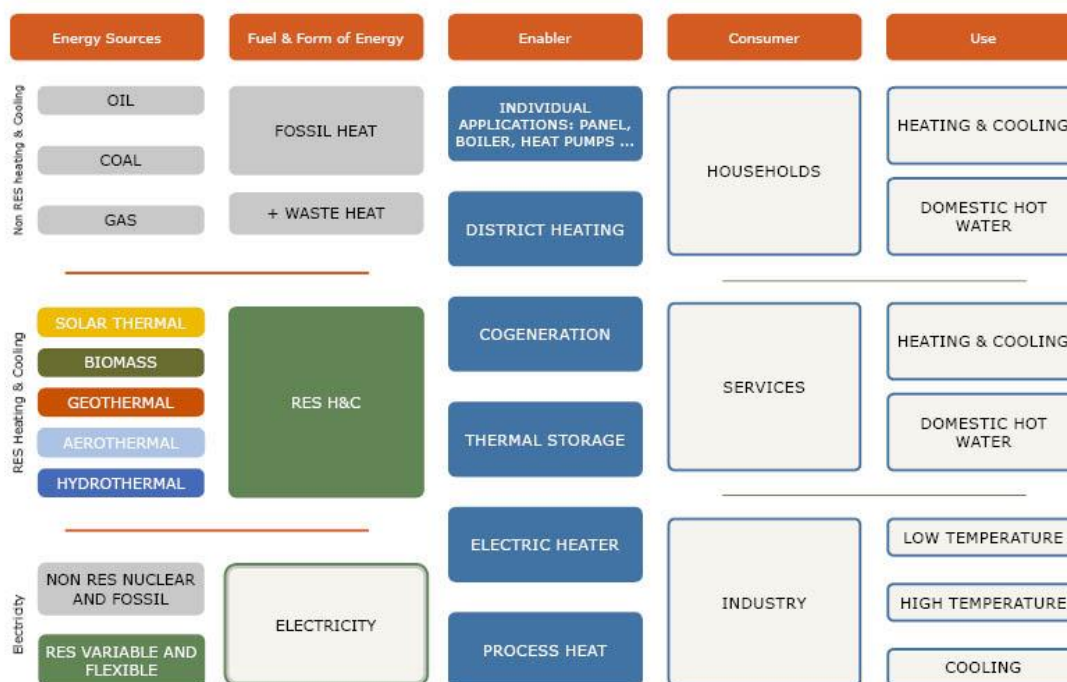 Energy Sources
Fuel & Form of Energy
Enabler
Consumer
Use
Non RES heating & Cooling
OIL
COAL
GAS
FOSSIL HEAT
+ WASTE HEAT
INDIVIDUAL
APPLICATIONS: PANEL,
BOILER, HEAT PUMPS ...
DISTRICT HEATING
HOUSEHOLDS
HEATING & COOLING
DOMESTIC HOT
WATER
RES Heating & Cooling
SOLAR THERMAL
BIOMASS
GEOTHERMAL
AEROTHERMAL
HYDROTHERMAL
RES H&C
COGENERATION
THERMAL STORAGE
SERVICES
HEATING & COOLING
DOMESTIC HOT
WATER
Electricity
NON RES NUCLEAR
AND FOSSIL
RES VARIABLE AND
FLEXIBLE
ELECTRICITY
ELECTRIC HEATER
PROCESS HEAT
INDUSTRY
LOW TEMPERATURE
HIGH TEMPERATURE
COOLING